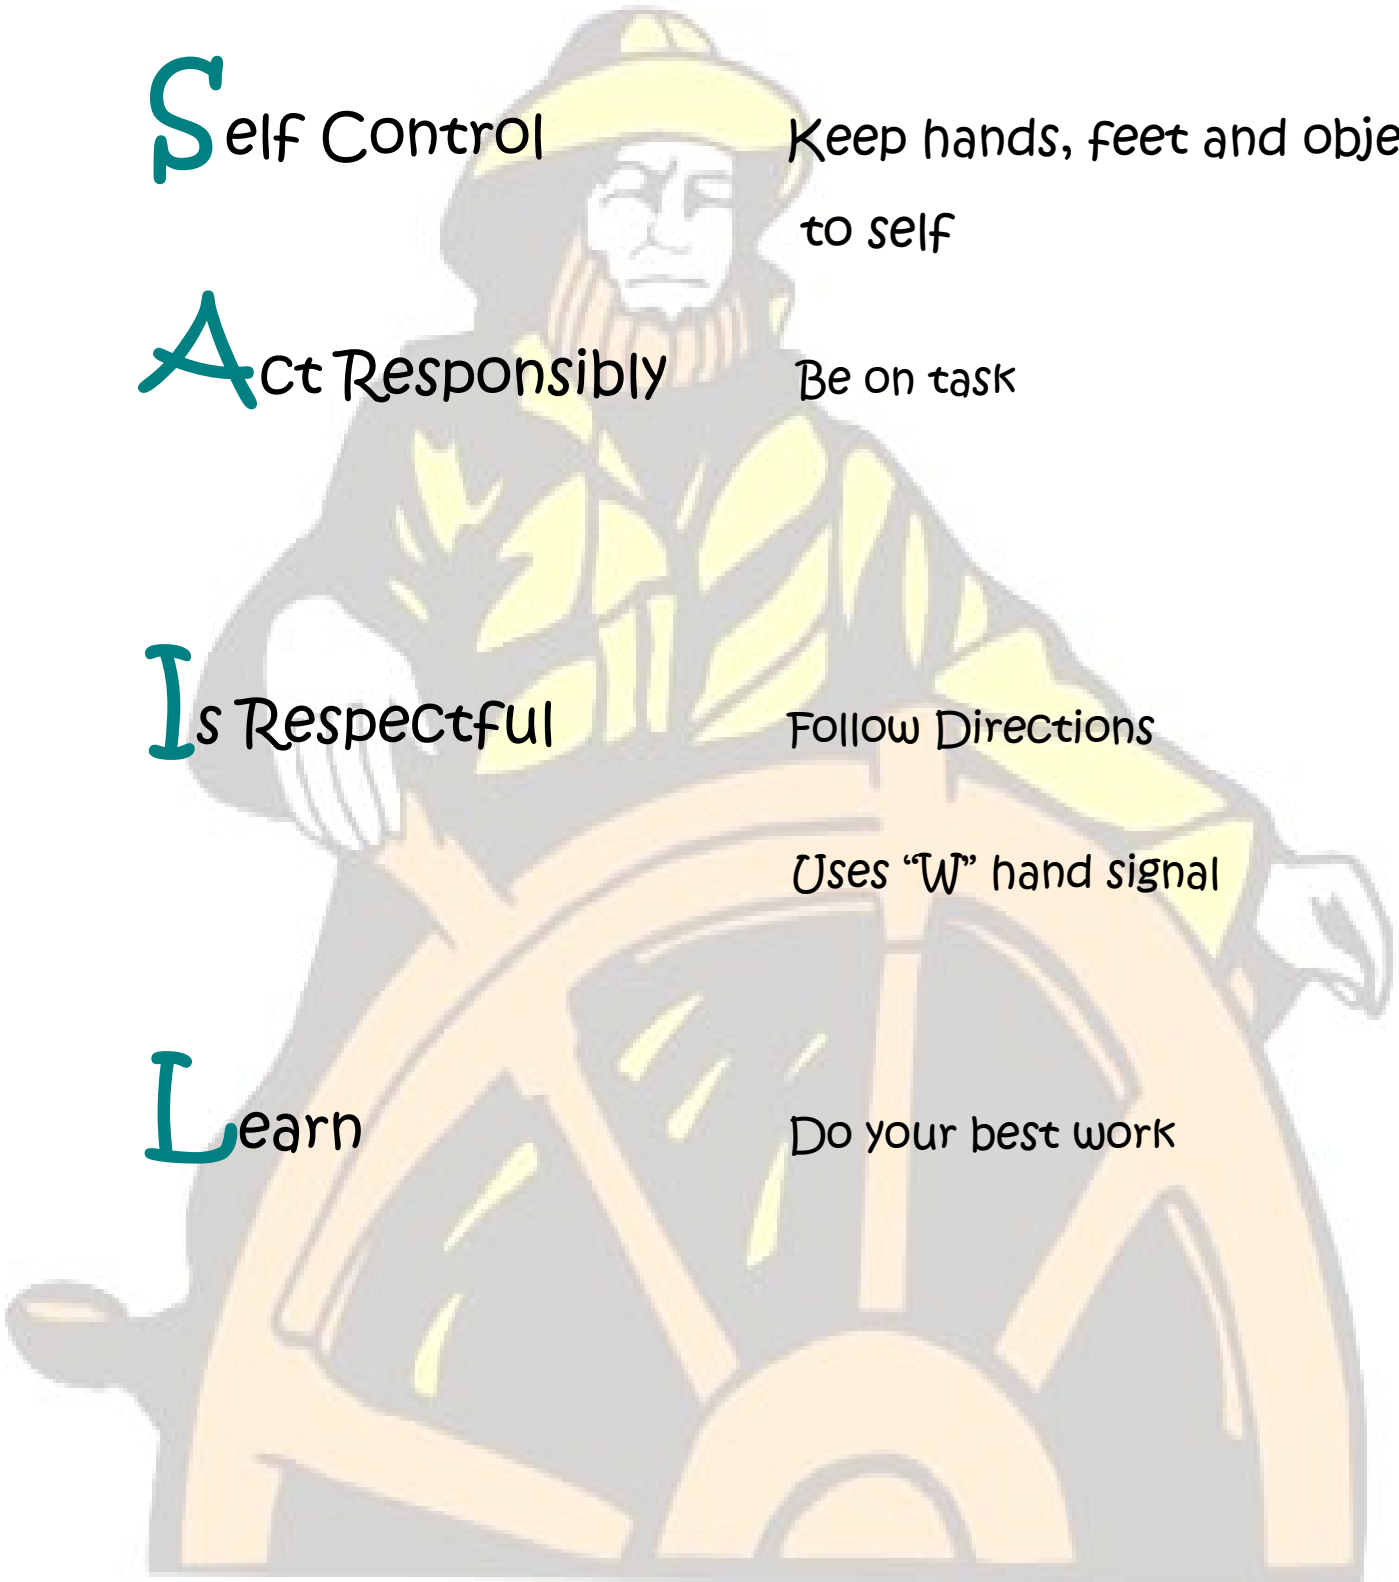 Self Control Keep hands, feet and obje
to self
Act Responsibly Be on task
Is Respectful Follow Directions
Uses “W” hand signal
Learn Do your best work